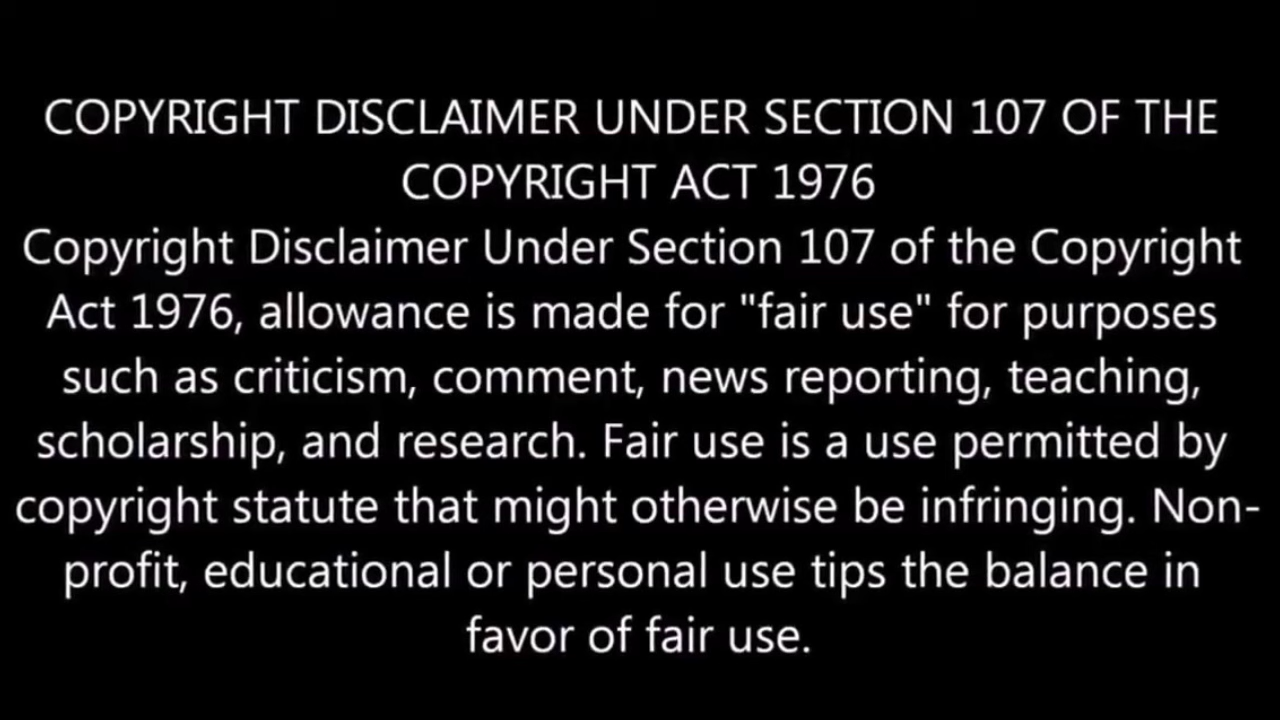 COPYRIGHT DISCLAIMER UNDER SECTION 107 OF THE
COPYRIGHT ACT 1976
Copyright Disclaimer Under Section 107 of the Copyright
Act 1976, allowance is made for "fair use" for purposes
such as criticism, comment, news reporting, teaching,
scholarship, and research. Fair use is a use permitted by
copyright statute that might otherwise be infringing. Non-
profit, educational or personal use tips the balance in
favor of fair use.